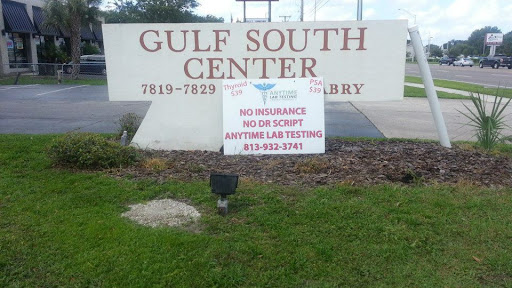 GULF SOUTH
CENTER
7819-7829
ABRY
Thyroid
$39
PSA
$39
ANYTIME
LAB TESTING
NO INSURANCE
NO DR SCRIPT
ANYTIME LAB TESTING
813-932-3741